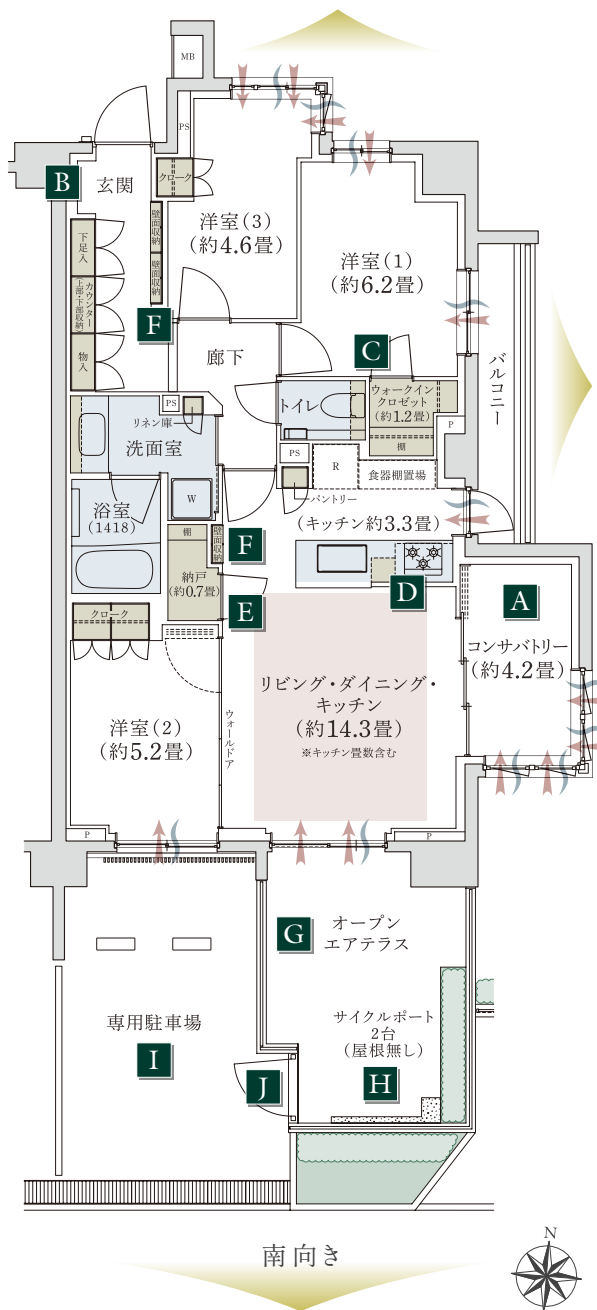 MB
PS
B
玄関
クローク
洋室(3)
(約4.6畳)
洋室(1)
(約6.2畳)
壁面収納
壁面収納
下足入
カウンター
(上部・下部収納)
物入
F
廊下
C
バルコニー
トイレ
ウォークイン
クロゼット
(約1.2畳)
棚
P
PS
リネン庫
洗面室
PS
R
食器棚置場
パントリー
浴室
(1418)
W
(キッチン約3.3畳)
壁面収納
F
棚
納戸
(約0.7畳)
E
D
A
コンサバトリー
(約4.2畳)
クローク
リビング・ダイニング・
キッチン
(約14.3畳)
※キッチン畳数含む
洋室(2)
(約5.2畳)
ウォールドア
P
P
G
オープン
エアテラス
専用駐車場
I
サイクルポート
2台
(屋根無し)
J
H
南向き
N